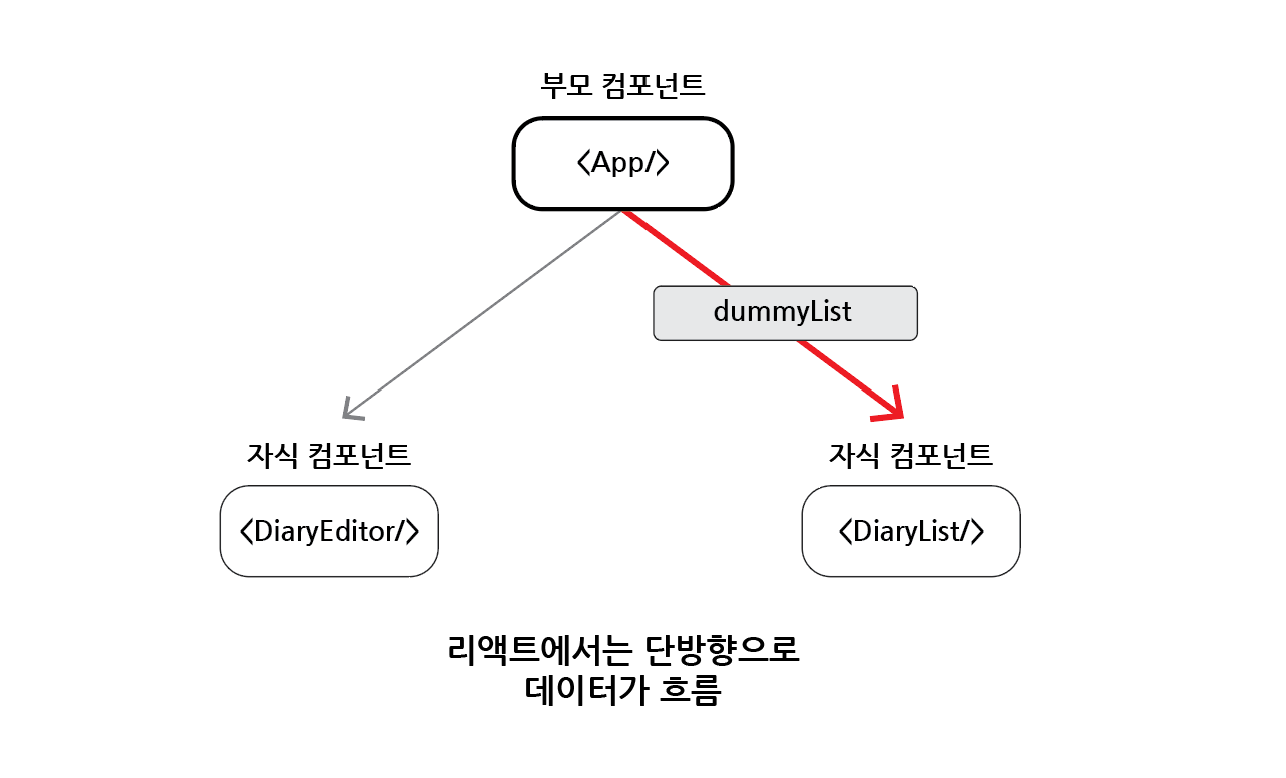 부모 컴포넌트
<App/>
dummyList
자식 컴포넌트
<DiaryEditor/>
자식 컴포넌트
<DiaryList/>
리액트에서는 단방향으로
데이터가 흐름